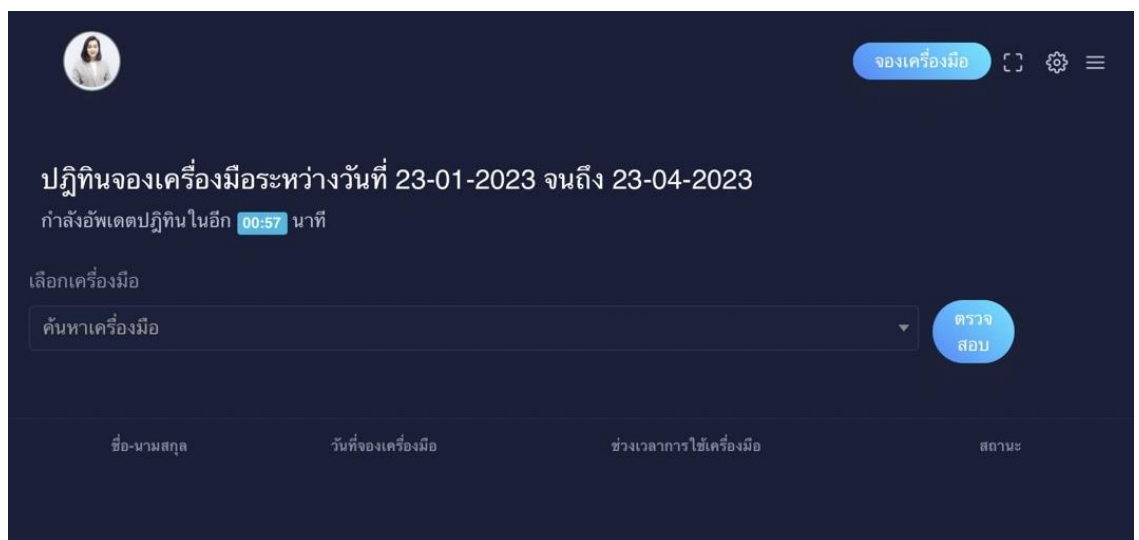 จองเครื่องมือ
ปฎิทินจองเครื่องมือระหว่างวันที่ 23-01-2023 จนถึง 23-04-2023
กำลังอัพเดตปฎิทินในอีก 00:57 นาที
เลือกเครื่องมือ
ค้นหาเครื่องมือ
ตรวจ
สอบ
ชื่อ-นามสกุล วันที่จองเครื่องมือ ช่วงเวลาการใช้เครื่องมือ สถานะ